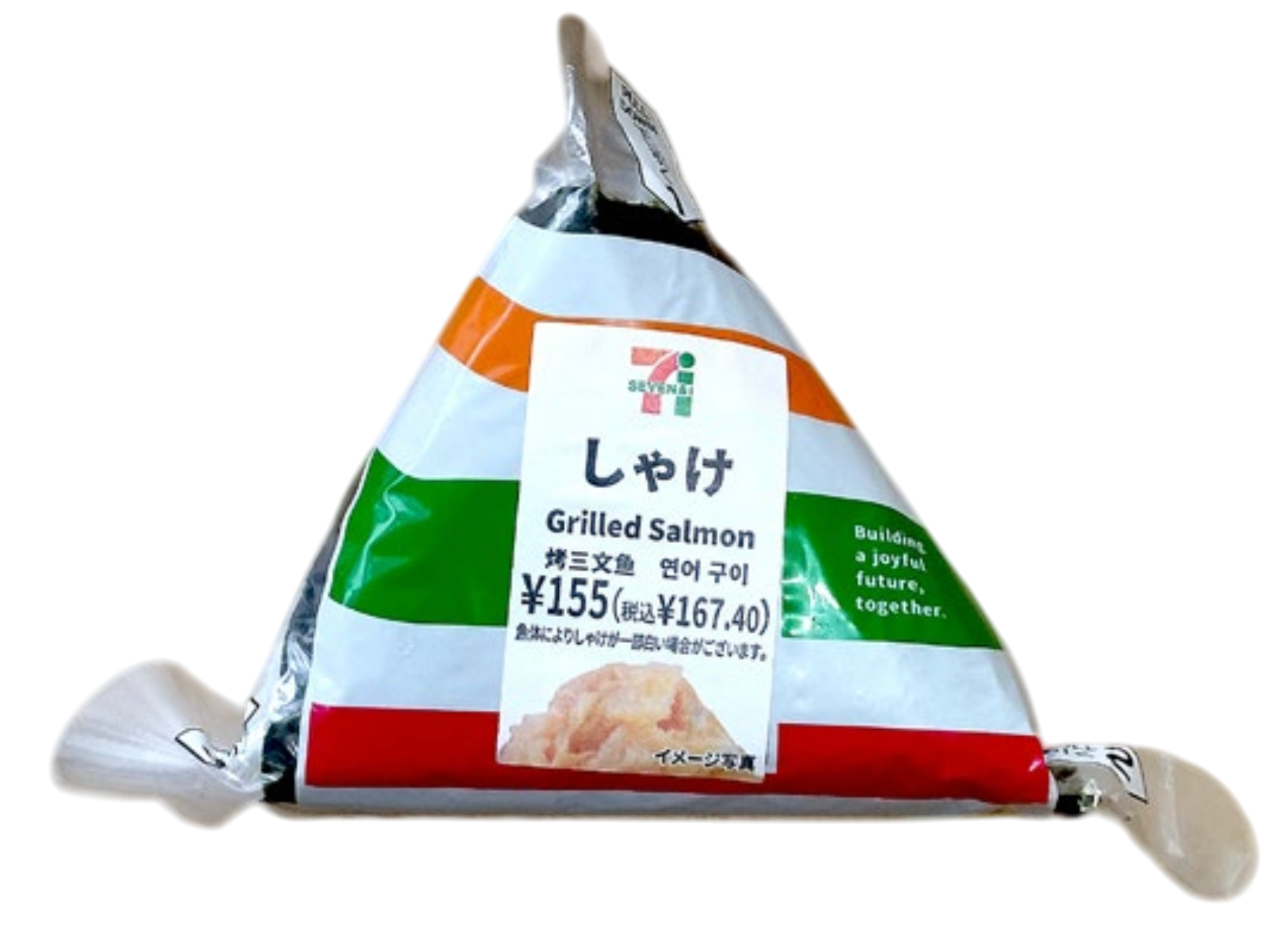 SEVEN&i
しゃけ
Grilled Salmon
烤三文鱼 연어 구이
¥155(税込¥167.40)
魚体によりしゃけが一部白い場合がございます。
イメージ写真
Building
a joyful
future,
together.